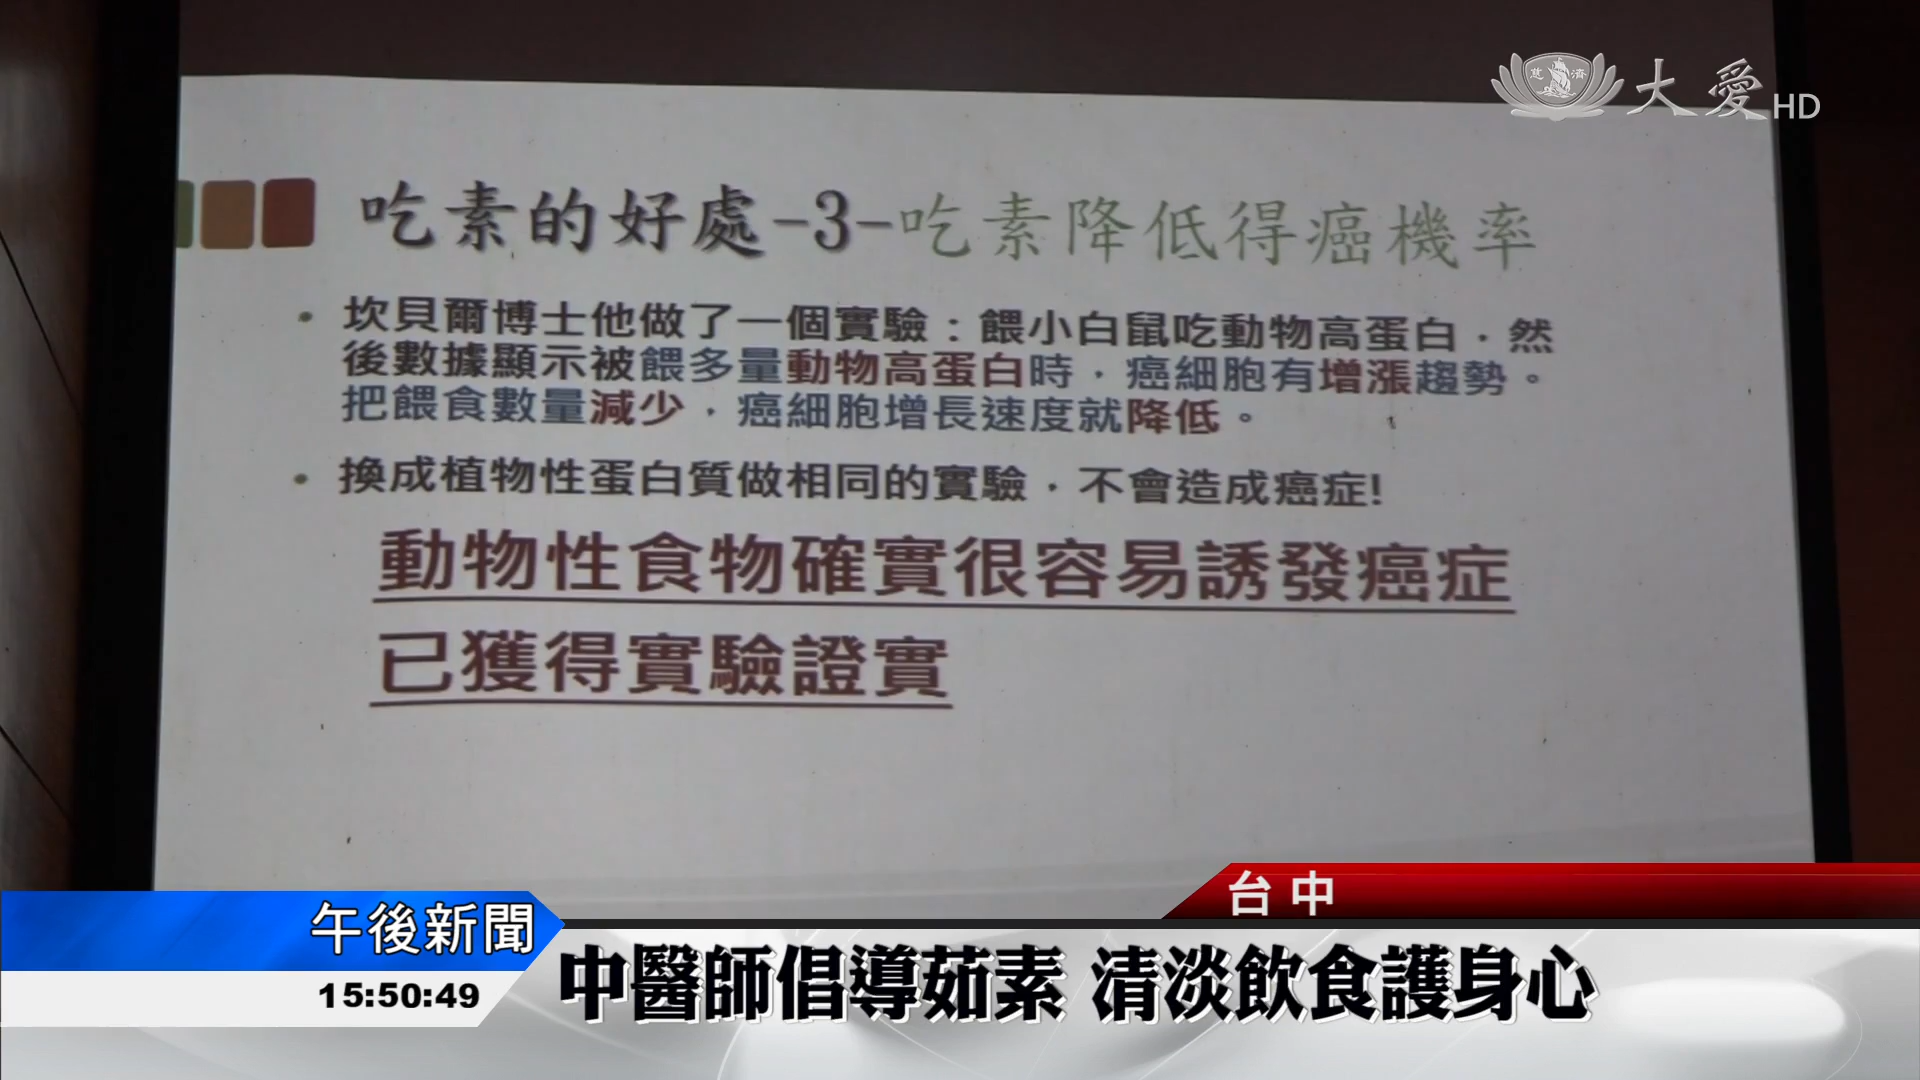 慈濟
大愛HD
吃素的好處-3-吃素降低得癌機率
• 坎貝爾博士他做了一個實驗：餵小白鼠吃動物高蛋白，然
後數據顯示被餵多量動物高蛋白時，癌細胞有增漲趨勢。
把餵食數量減少，癌細胞增長速度就降低。
• 換成植物性蛋白質做相同的實驗，不會造成癌症!
動物性食物確實很容易誘發癌症
已獲得實驗證實
台中
午後新聞
中醫師倡導茹素 清淡飲食護身心
15:50:49